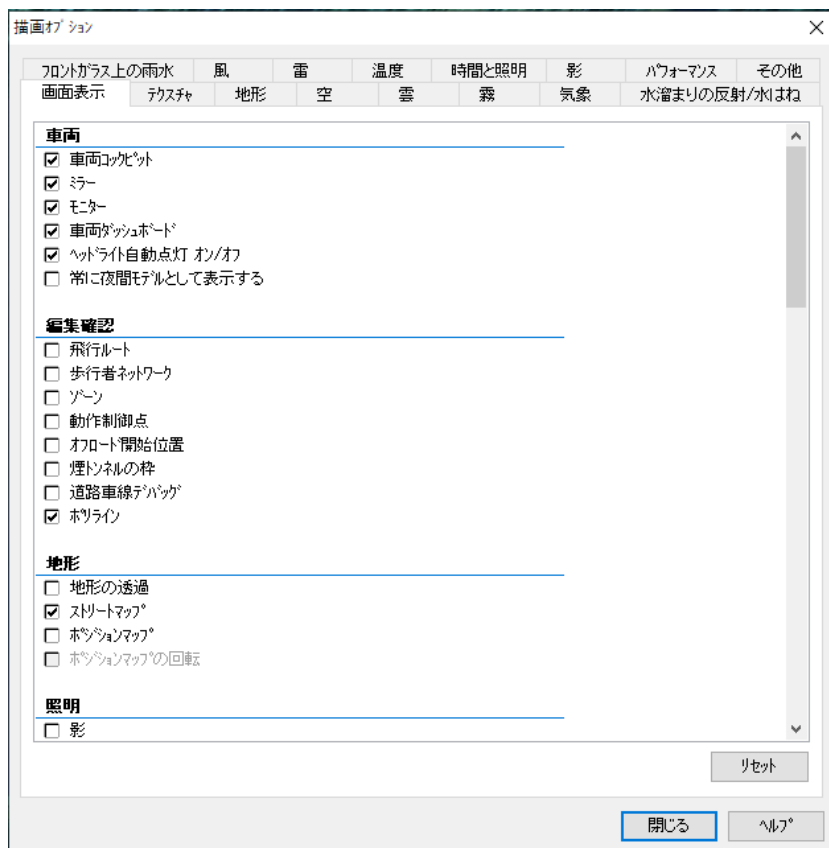 描画ｵﾌﾟｼｮﾝ
ﾌﾛﾝﾄｶﾞﾗｽ上の雨水 風 雷 温度 時間と照明 影 ﾊﾟﾌｫｰﾏﾝｽ その他
画面表示 ﾃｸｽﾁｬ 地形 空 雲 霧 気象 水溜まりの反射/水はね
車両
車両ｺｯｸﾋﾟｯﾄ
ﾐﾗｰ
ﾓﾆﾀｰ
車両ﾀﾞｯｼｭﾎﾞｰﾄﾞ
ﾍｯﾄﾞﾗｲﾄ自動点灯 ｵﾝ/ｵﾌ
常に夜間ﾓﾃﾞﾙとして表示する
編集確認
飛行ﾙｰﾄ
歩行者ﾈｯﾄﾜｰｸ
ｿﾞｰﾝ
動作制御点
ｵﾌﾛｰﾄﾞ開始位置
煙ﾄﾝﾈﾙの枠
道路車線ﾃﾞﾊﾞｯｸﾞ
ﾎﾟﾘﾗｲﾝ
地形
地形の透過
ｽﾄﾘｰﾄﾏｯﾌﾟ
ﾎﾟｼﾞｼｮﾝﾏｯﾌﾟ
ﾎﾟｼﾞｼｮﾝﾏｯﾌﾟの回転
照明
影
ﾘｾｯﾄ
閉じる ﾍﾙﾌﾟ